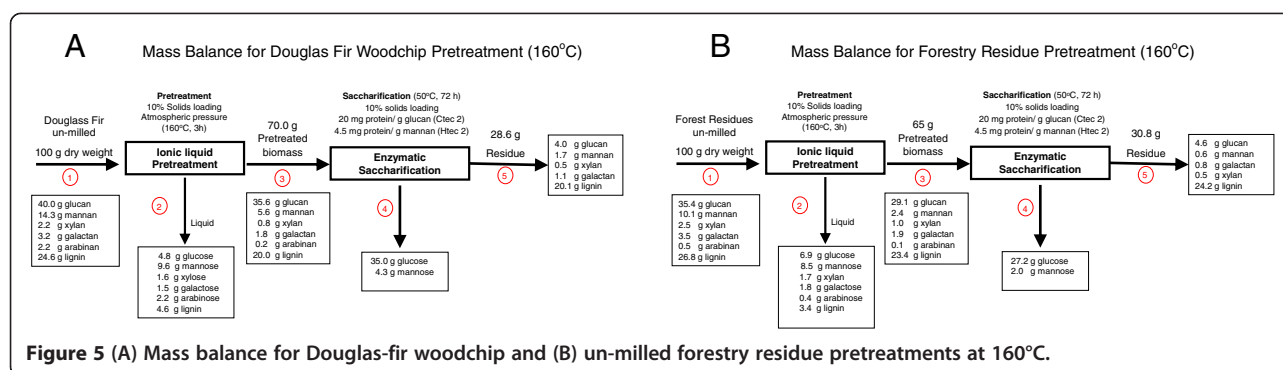 A
Mass Balance for Douglas Fir Woodchip Pretreatment (160°C)
Pretreatment
10% Solids loading
Atmospheric pressure
(160°C, 3h)
Saccharification (50°C, 72 h)
10% solids loading
20 mg protein/ g glucan (Ctec 2)
4.5 mg protein/ g mannan (Htec 2)
Douglass Fir
un-milled
100 g dry weight
1
Ionic liquid
Pretreatment
70.0 g
Pretreated
biomass
3
Enzymatic
Saccharification
28.6 g
Residue
5
4.0 g glucan
1.7 g mannan
0.5 g xylan
1.1 g galactan
20.1 g lignin
40.0 g glucan
14.3 g mannan
2.2 g xylan
3.2 g galactan
2.2 g arabinan
24.6 g lignin
2
Liquid
35.6 g glucan
5.6 g mannan
0.8 g xylan
1.8 g galactan
0.2 g arabinan
20.0 g lignin
4
4.8 g glucose
9.6 g mannose
1.6 g xylose
1.5 g galactose
2.2 g arabinose
4.6 g lignin
35.0 g glucose
4.3 g mannose
B
Mass Balance for Forestry Residue Pretreatment (160°C)
Pretreatment
10% Solids loading
Atmospheric pressure
(160°C, 3h)
Saccharification (50°C, 72 h)
10% solids loading
20 mg protein/ g glucan (Ctec 2)
4.5 mg protein/ g mannan (Htec 2)
Forest Residues
un-milled
100 g dry weight
1
Ionic liquid
Pretreatment
65 g
Pretreated
biomass
3
Enzymatic
Saccharification
30.8 g
Residue
5
4.6 g glucan
0.6 g mannan
0.8 g galactan
0.5 g xylan
24.2 g lignin
35.4 g glucan
10.1 g mannan
2.5 g xylan
3.5 g galactan
0.5 g arabinan
26.8 g lignin
2
Liquid
29.1 g glucan
2.4 g mannan
1.0 g xylan
1.9 g galactan
0.1 g arabinan
23.4 g lignin
4
6.9 g glucose
8.5 g mannose
1.7 g xylan
1.8 g galactose
0.4 g arabinose
3.4 g lignin
27.2 g glucose
2.0 g mannose
Figure 5 (A) Mass balance for Douglas-fir woodchip and (B) un-milled forestry residue pretreatments at 160°C.